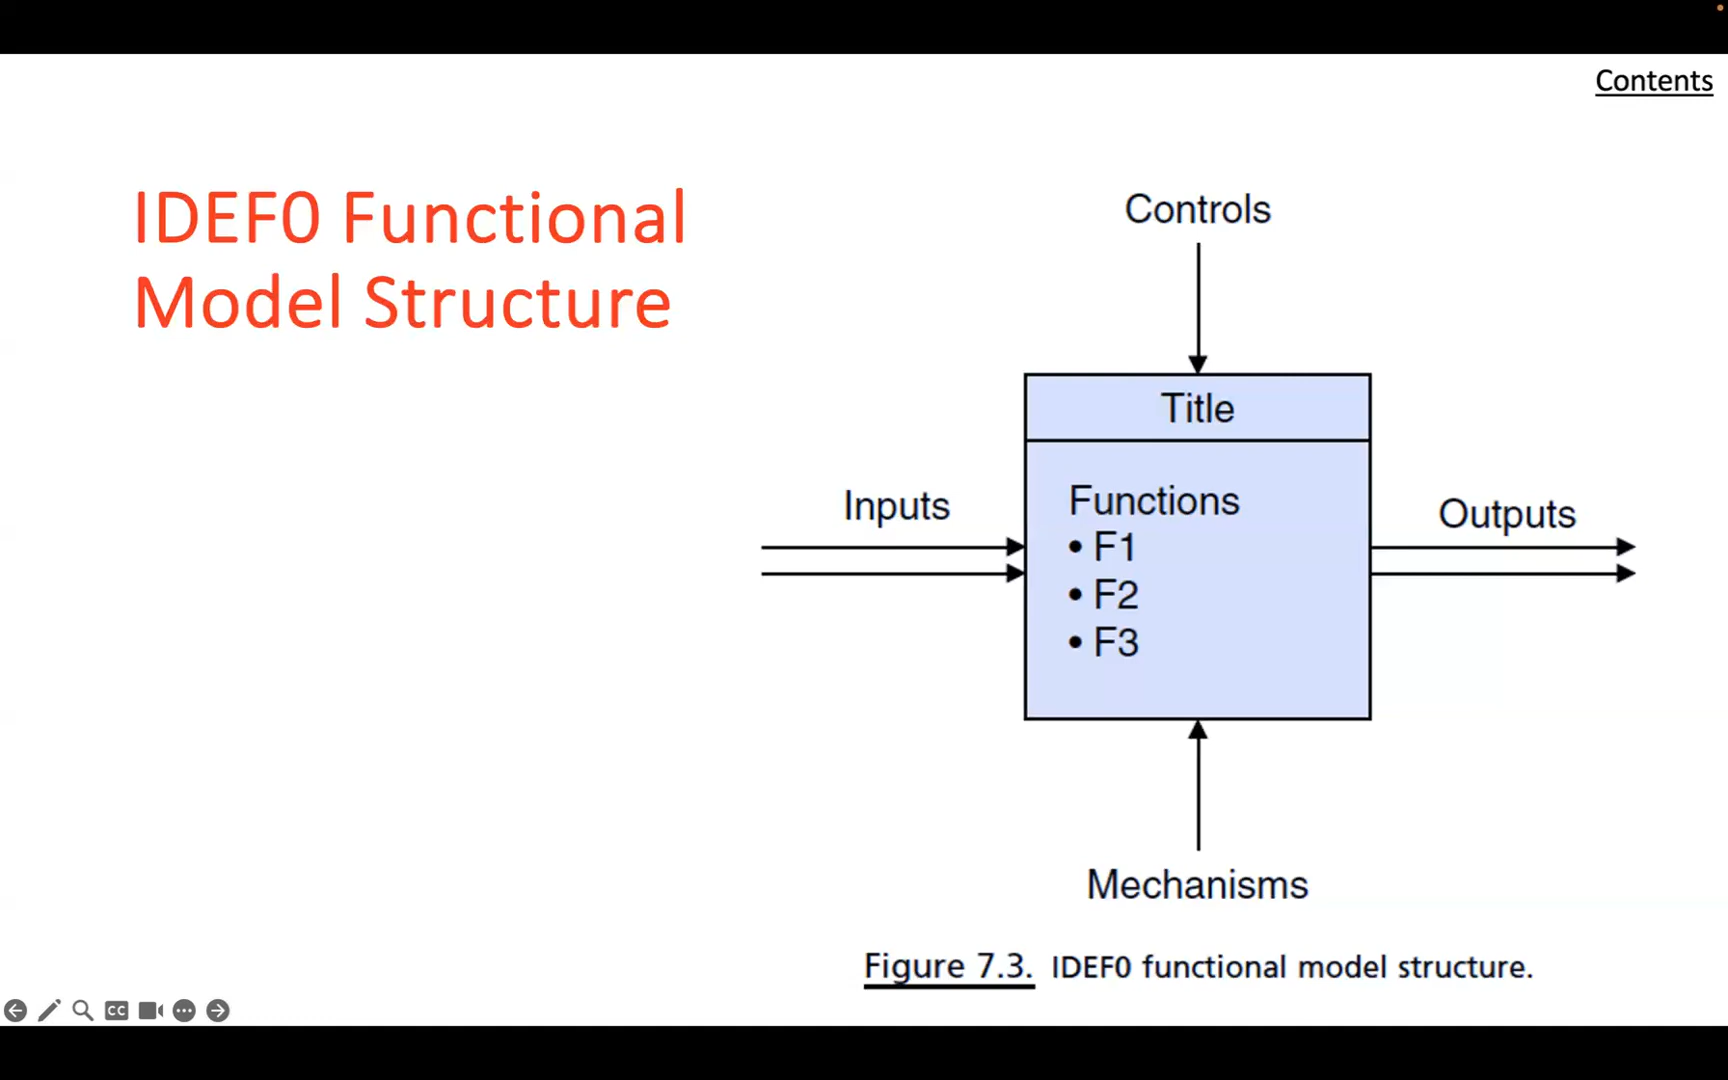 Contents
IDEF0 Functional
Model Structure
Controls
Title
Inputs
Functions
• F1
• F2
• F3
Outputs
Mechanisms
Figure 7.3. IDEF0 functional model structure.
CC